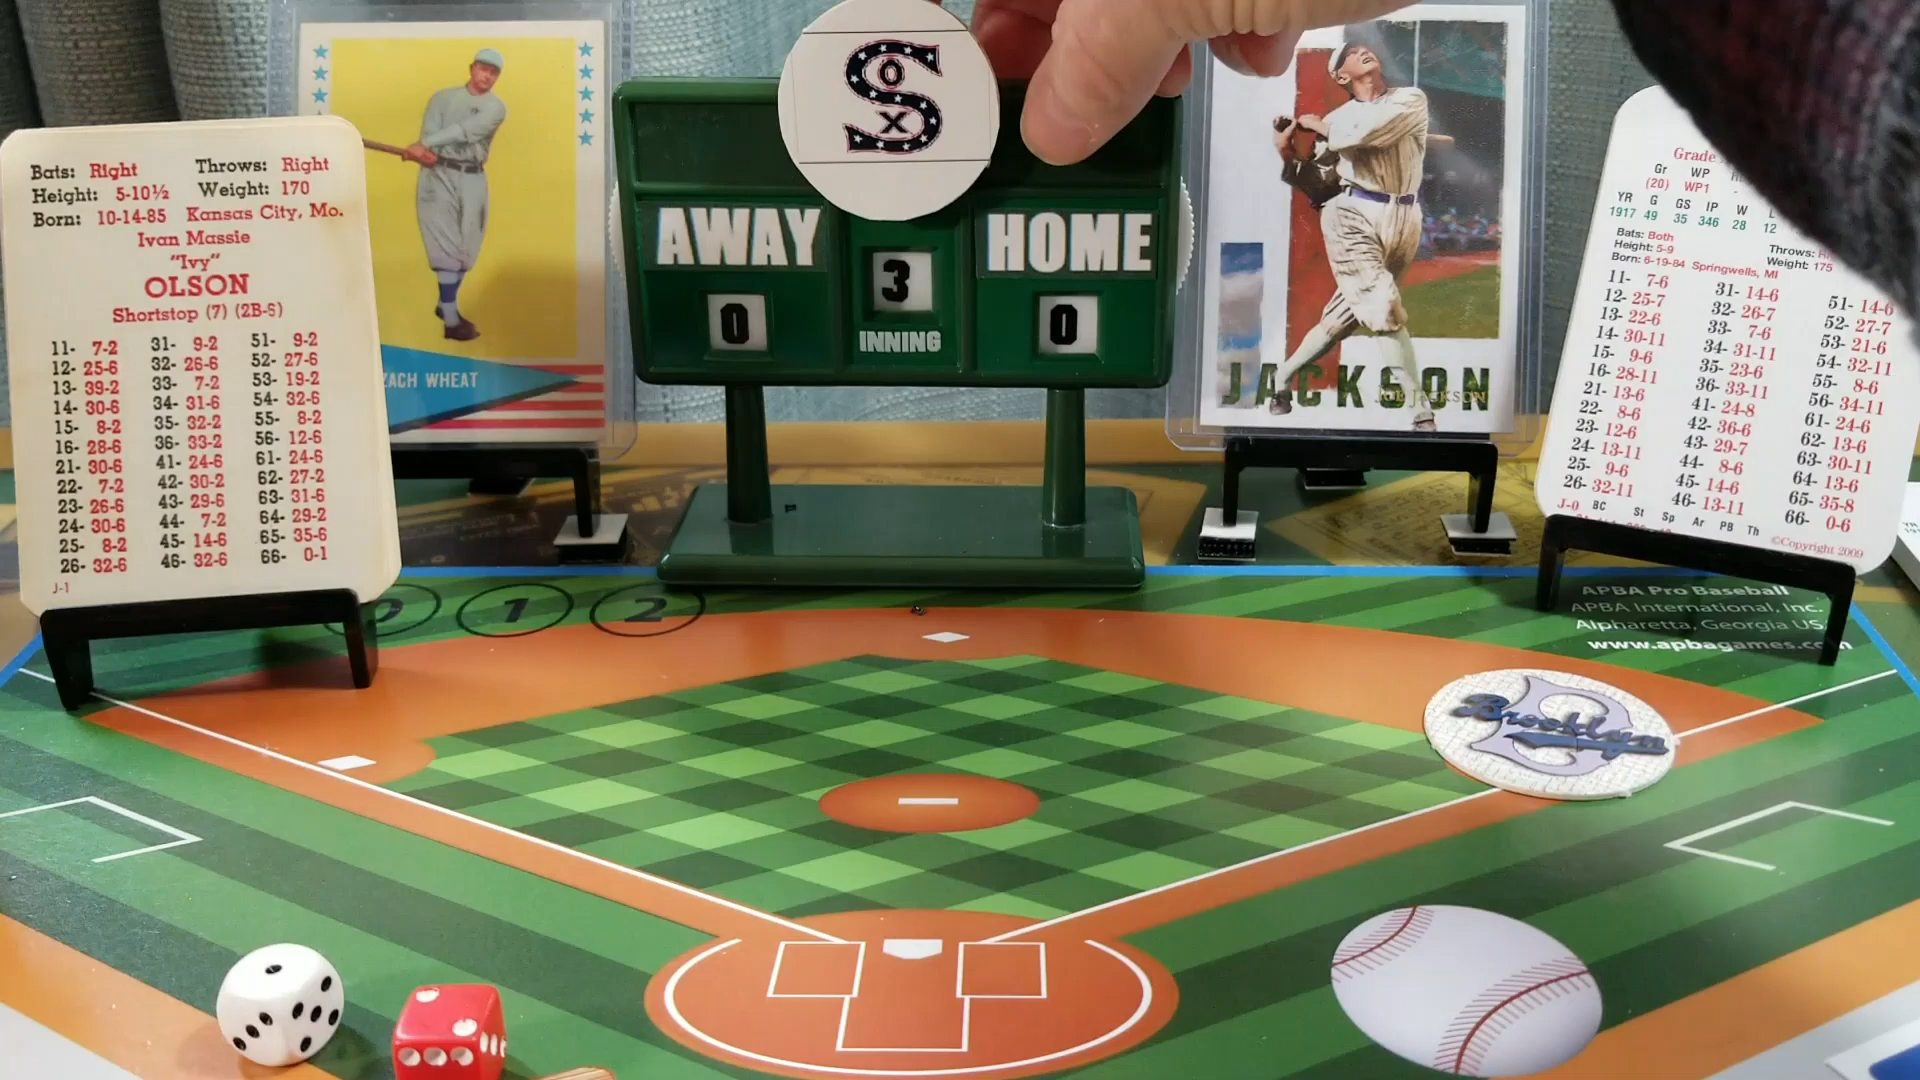 Bats: Right Throws: Right
Height: 5-10½ Weight: 170
Born: 10-14-85 Kansas City, Mo.
Ivan Massie
"Ivy"
OLSON
Shortstop (7) (2B-6)
11- 7-2 31- 9-2 51- 9-2
12- 25-6 32- 26-6 52- 27-6
13- 39-2 33- 7-2 53- 19-2
14- 30-6 34- 31-6 54- 32-6
15- 8-2 35- 32-2 55- 8-2
16- 28-6 36- 33-2 56- 12-6
21- 30-6 41- 24-6 61- 24-6
22- 7-2 42- 30-2 62- 27-2
23- 26-6 43- 29-6 63- 31-6
24- 30-6 44- 7-2 64- 29-2
25- 8-2 45- 14-6 65- 35-6
26- 32-6 46- 32-6 66- 0-1
J-1
ZACH WHEAT
SOX
AWAY
HOME
0
3
0
INNING
JACKSON
JOE JACKSON
Grade
Gr WP
(20) WP1 -
YR G GS IP W L
1917 49 35 346 28 12
Bats: Both Throws:
Height: 5-9 Weight: 175
Born: 6-19-84 Springwells, MI
11- 7-6 31- 14-6 51- 14-6
12- 25-7 32- 26-7 52- 27-7
13- 22-6 33- 7-6 53- 21-6
14- 30-11 34- 31-11 54- 32-11
15- 9-6 35- 23-6 55- 8-6
16- 28-11 36- 33-11 56- 34-11
21- 13-6 41- 24-8 61- 24-6
22- 8-6 42- 36-6 62- 13-6
23- 12-6 43- 29-7 63- 30-11
24- 13-11 44- 8-6 64- 13-6
25- 9-6 45- 14-6 65- 35-8
26- 32-11 46- 13-11 66- 0-6
J-0 BC St Sp Ar PB Th
©Copyright 2009
1 2
APBA Pro Baseball
APBA International, Inc.
Alpharetta, Georgia US
www.apbagames.com
Brooklyn
B